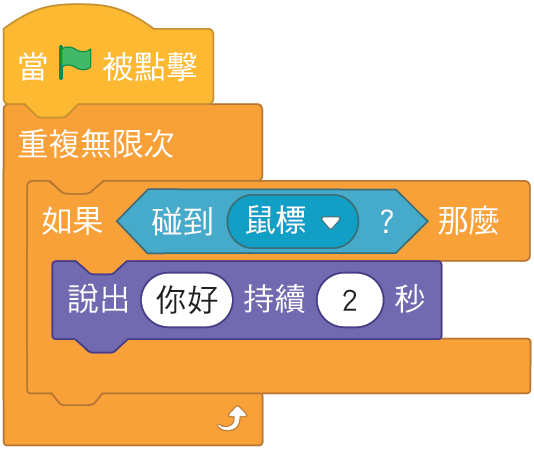 當 被點擊
重複無限次
如果 碰到 鼠標 ? 那麼
說出 你好 持續 2 秒